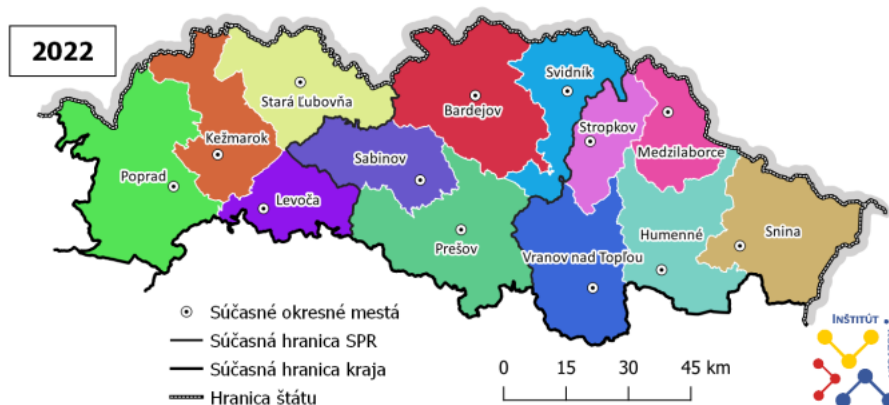 2022
Stará Ľubovňa
Bardejov
Svidník
Stropkov
Medzilaborce
Kežmarok
Sabinov
Poprad
Levoča
Prešov
Vranov nad Topľou
Humenné
Snina
Súčasné okresné mestá
Súčasná hranica SPR
Súčasná hranica kraja
Hranica štátu
0 15 30 45 km
INŠTITÚT